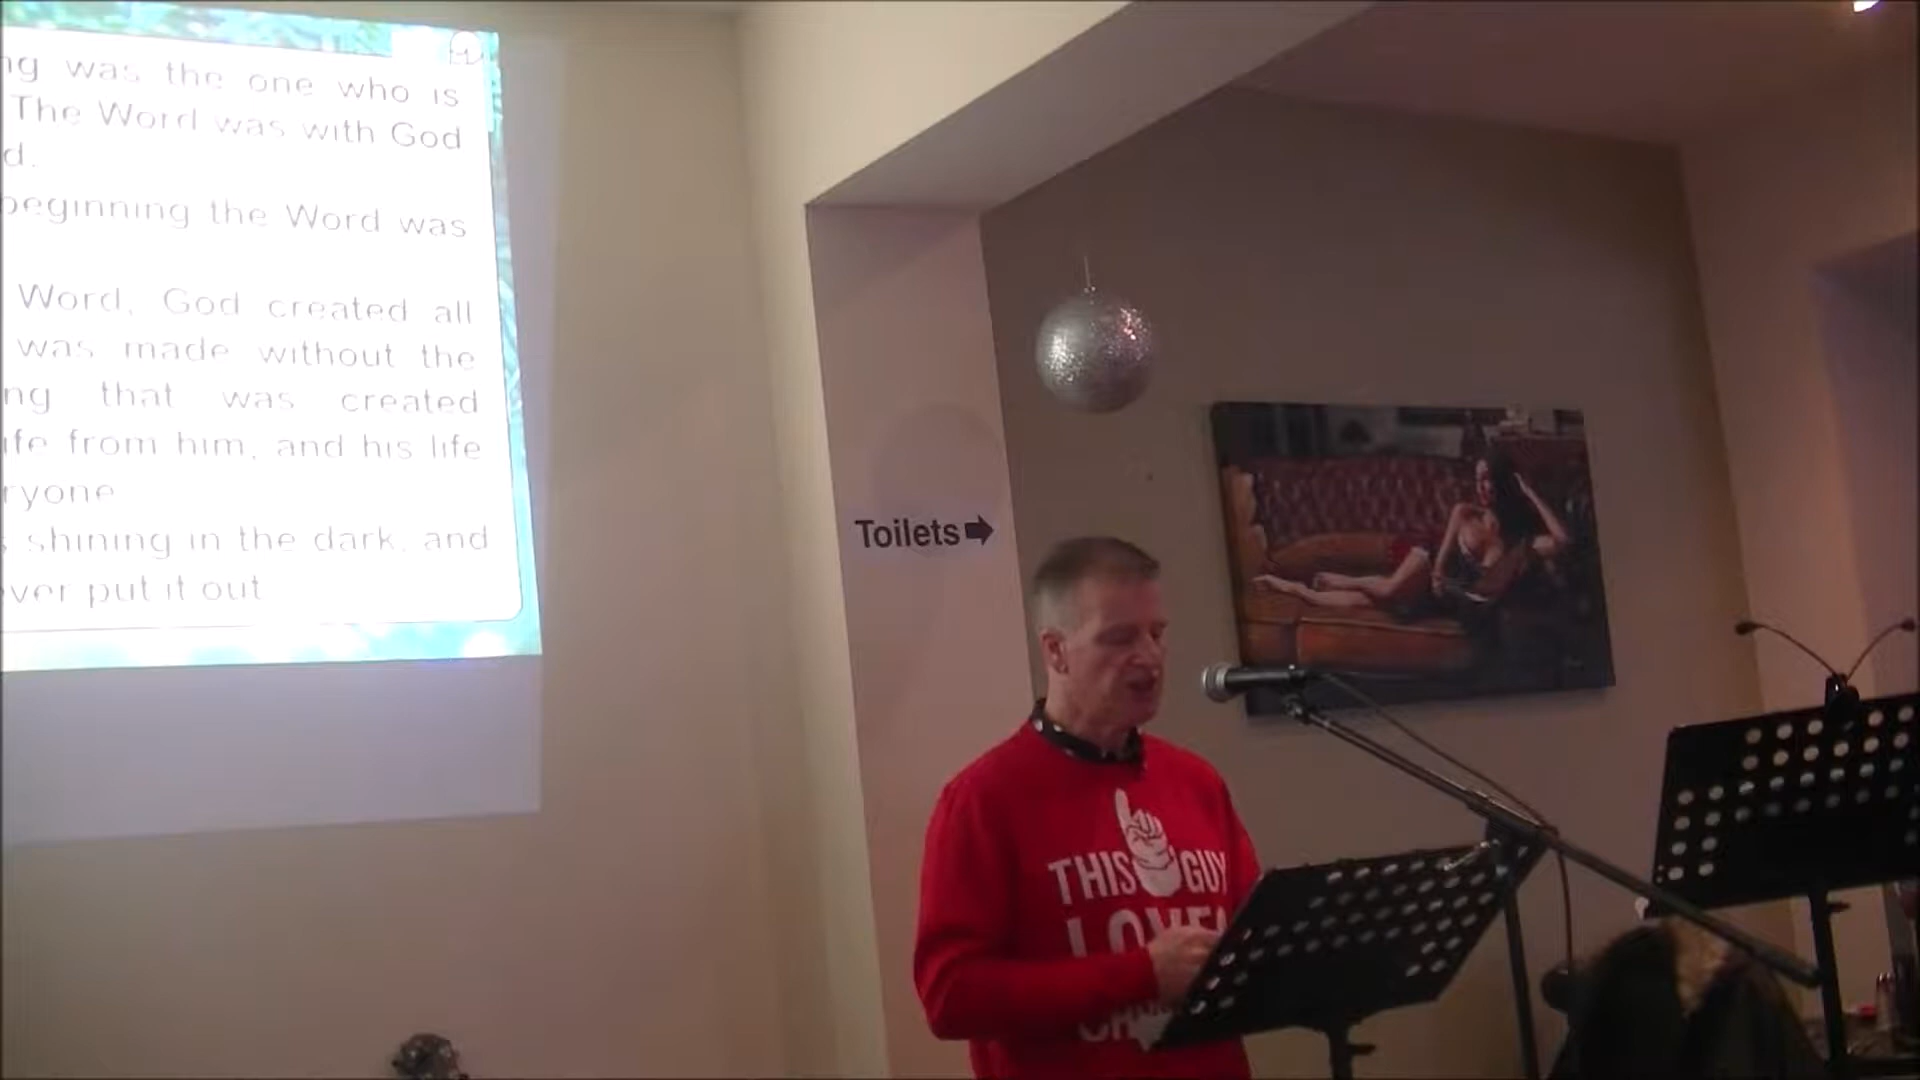 ng was the one who is
The Word was with God
d.
beginning the Word was
Word, God created all
was made without the
ng that was created
ife from him, and his life
ryone
s shining in the dark, and
ver put it out
Toilets
THIS GUY